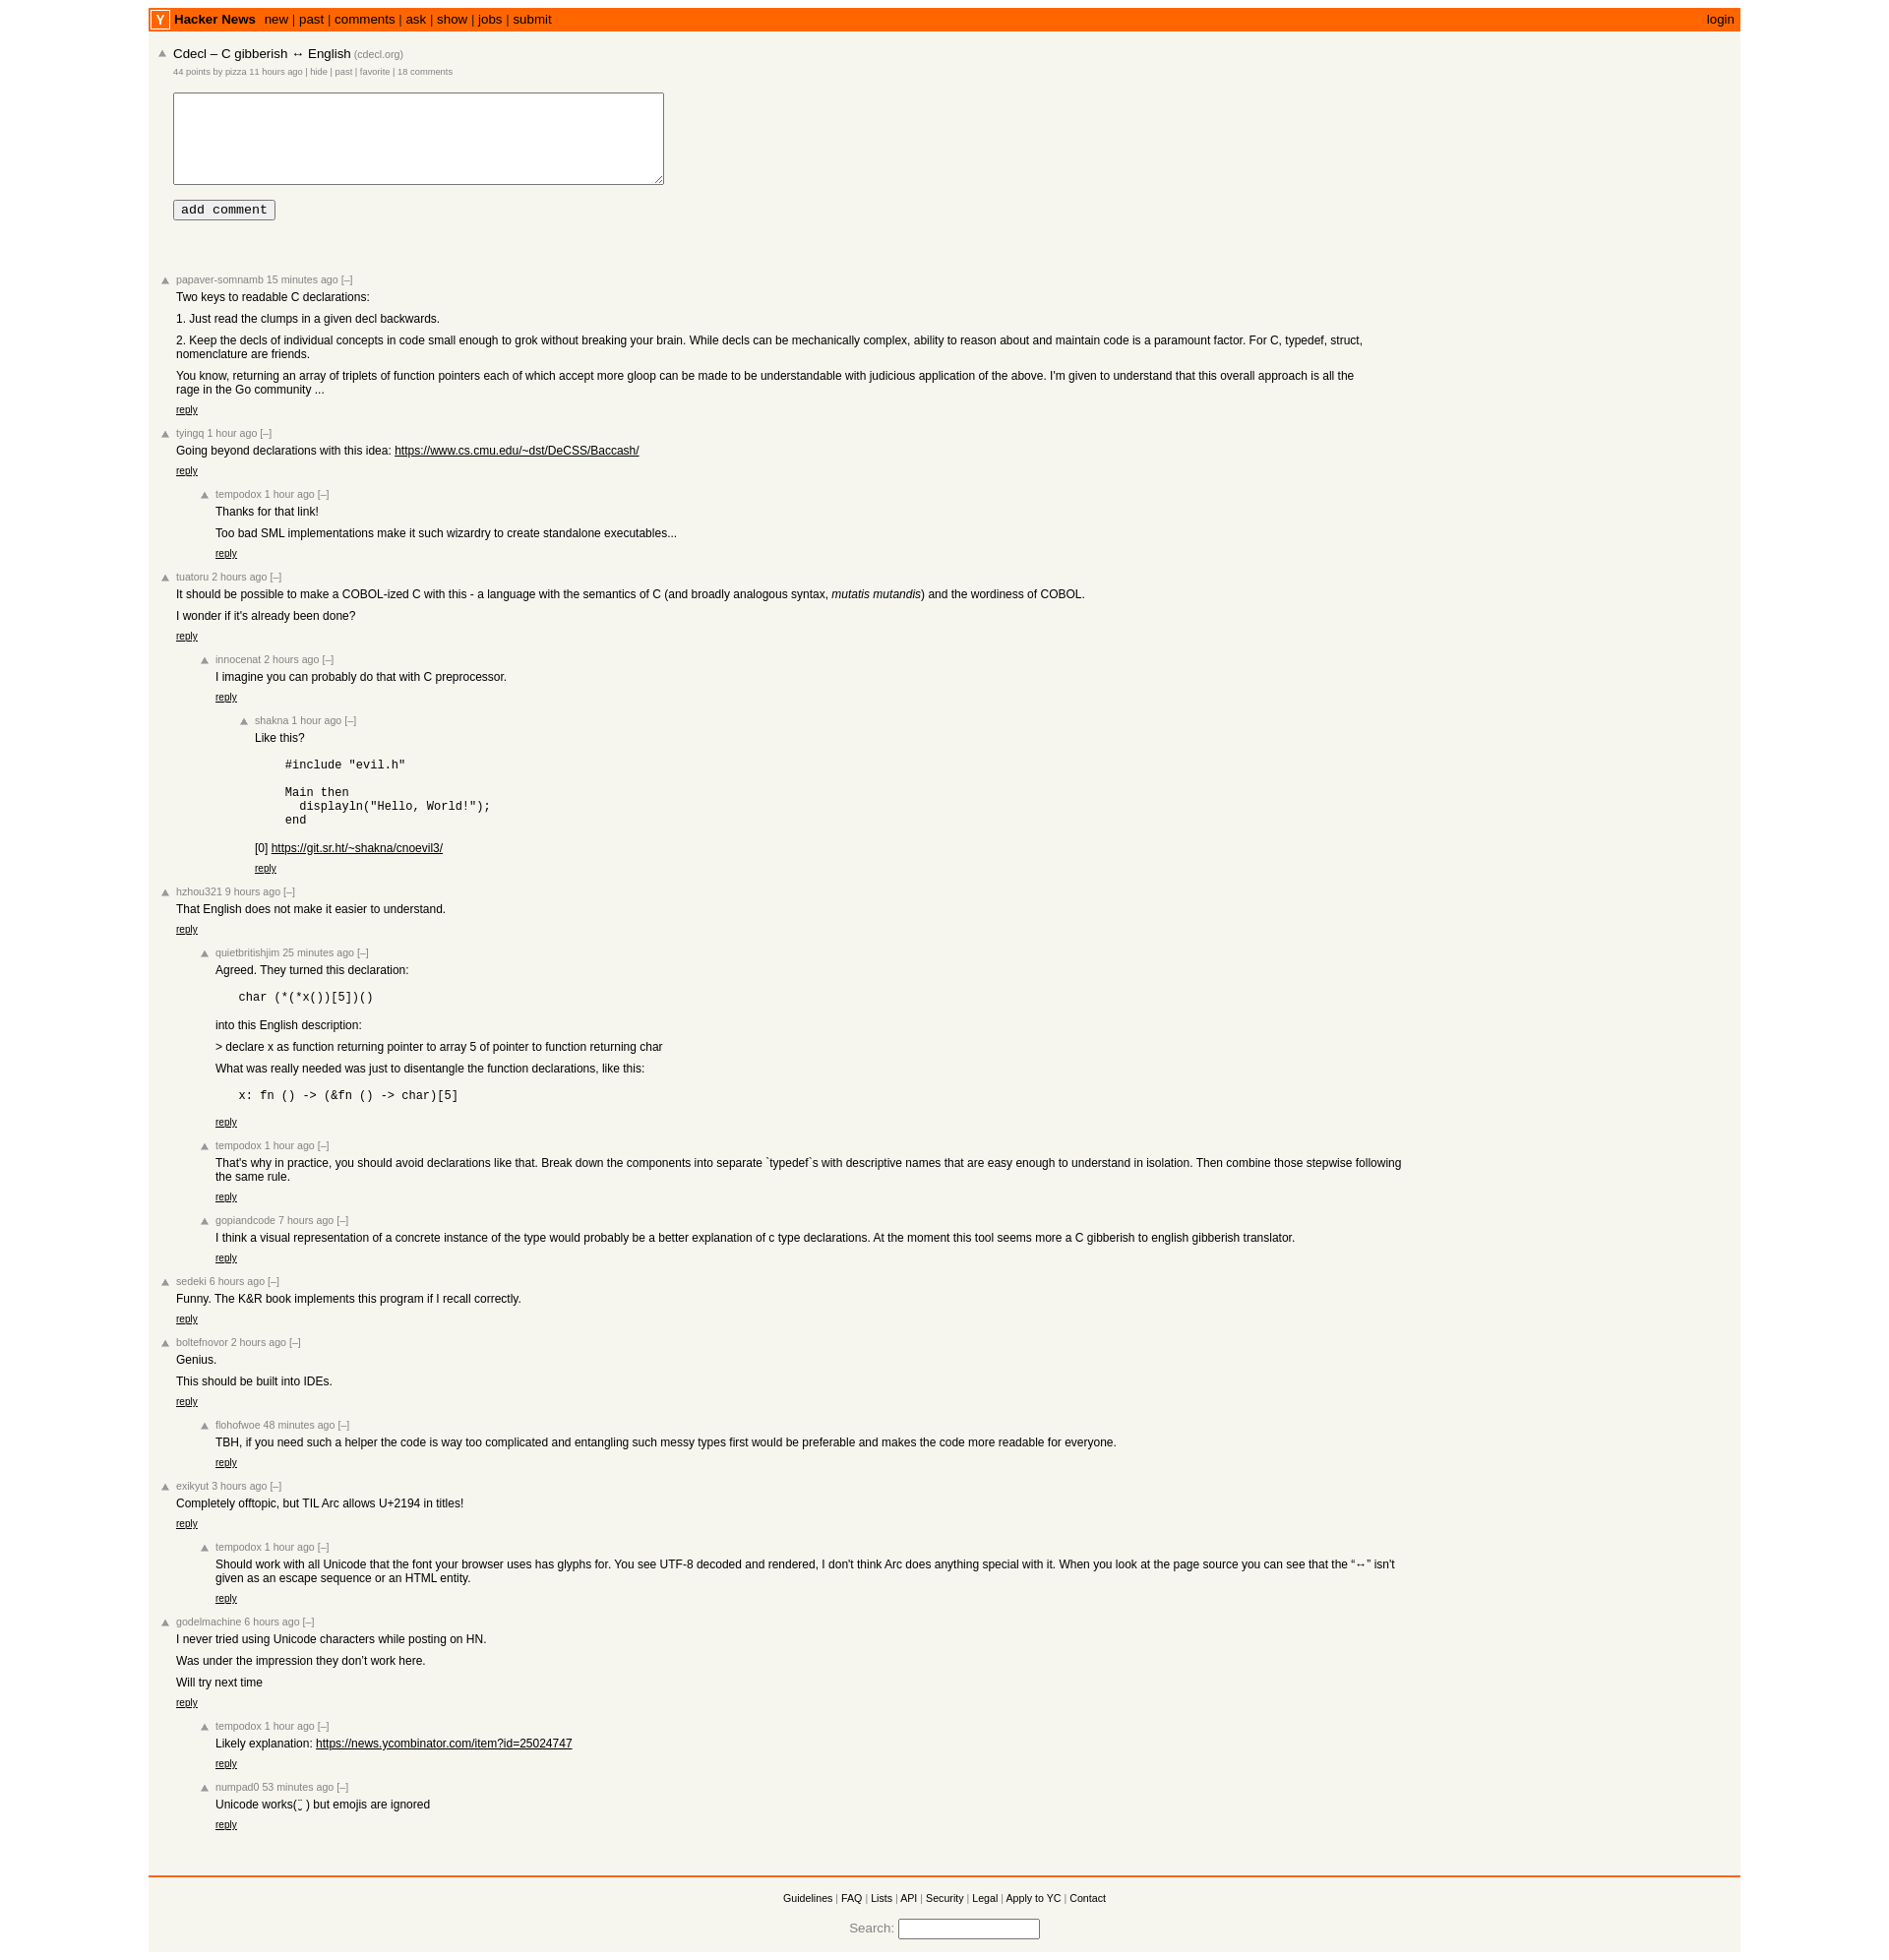 Y Hacker News new | past | comments | ask | show | jobs | submit login
Cdecl – C gibberish ↔ English (cdecl.org)
44 points by pizza 11 hours ago | hide | past | favorite | 18 comments
add comment
papaver-somnamb 15 minutes ago [–]
Two keys to readable C declarations:
1. Just read the clumps in a given decl backwards.
2. Keep the decls of individual concepts in code small enough to grok without breaking your brain. While decls can be mechanically complex, ability to reason about and maintain code is a paramount factor. For C, typedef, struct,
nomenclature are friends.
You know, returning an array of triplets of function pointers each of which accept more gloop can be made to be understandable with judicious application of the above. I'm given to understand that this overall approach is all the
rage in the Go community ...
reply
tyingq 1 hour ago [–]
Going beyond declarations with this idea: https://www.cs.cmu.edu/~dst/DeCSS/Baccash/
reply
tempodox 1 hour ago [–]
Thanks for that link!
Too bad SML implementations make it such wizardry to create standalone executables...
reply
tuatoru 2 hours ago [–]
It should be possible to make a COBOL-ized C with this - a language with the semantics of C (and broadly analogous syntax, mutatis mutandis) and the wordiness of COBOL.
I wonder if it's already been done?
reply
innocenat 2 hours ago [–]
I imagine you can probably do that with C preprocessor.
reply
shakna 1 hour ago [–]
Like this?
#include "evil.h"
Main then
displayln("Hello, World!");
end
[0] https://git.sr.ht/~shakna/cnoevil3/
reply
hzhou321 9 hours ago [–]
That English does not make it easier to understand.
reply
quietbritishjim 25 minutes ago [–]
Agreed. They turned this declaration:
char (*(*x())[5])()
into this English description:
> declare x as function returning pointer to array 5 of pointer to function returning char
What was really needed was just to disentangle the function declarations, like this:
x: fn () -> (&fn () -> char)[5]
reply
tempodox 1 hour ago [–]
That's why in practice, you should avoid declarations like that. Break down the components into separate `typedef`s with descriptive names that are easy enough to understand in isolation. Then combine those stepwise following
the same rule.
reply
gopiandcode 7 hours ago [–]
I think a visual representation of a concrete instance of the type would probably be a better explanation of c type declarations. At the moment this tool seems more a C gibberish to english gibberish translator.
reply
sedeki 6 hours ago [–]
Funny. The K&R book implements this program if I recall correctly.
reply
boltefnovor 2 hours ago [–]
Genius.
This should be built into IDEs.
reply
flohofwoe 48 minutes ago [–]
TBH, if you need such a helper the code is way too complicated and entangling such messy types first would be preferable and makes the code more readable for everyone.
reply
exikyut 3 hours ago [–]
Completely offtopic, but TIL Arc allows U+2194 in titles!
reply
tempodox 1 hour ago [–]
Should work with all Unicode that the font your browser uses has glyphs for. You see UTF-8 decoded and rendered, I don't think Arc does anything special with it. When you look at the page source you can see that the “↔” isn't
given as an escape sequence or an HTML entity.
reply
godelmachine 6 hours ago [–]
I never tried using Unicode characters while posting on HN.
Was under the impression they don’t work here.
Will try next time
reply
tempodox 1 hour ago [–]
Likely explanation: https://news.ycombinator.com/item?id=25024747
reply
numpad0 53 minutes ago [–]
Unicode works( ̮̈ ) but emojis are ignored
reply
Guidelines | FAQ | Lists | API | Security | Legal | Apply to YC | Contact
Search: